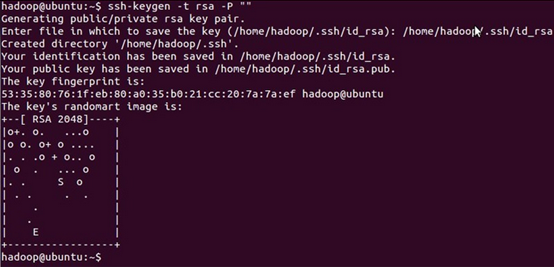 hadoop@ubuntu:~$ ssh-keygen -t rsa -P ""
Generating public/private rsa key pair.
Enter file in which to save the key (/home/hadoop/.ssh/id_rsa): /home/hadoop/.ssh/id_rsa
Created directory '/home/hadoop/.ssh'.
Your identification has been saved in /home/hadoop/.ssh/id_rsa.
Your public key has been saved in /home/hadoop/.ssh/id_rsa.pub.
The key fingerprint is:
53:35:80:76:1f:eb:80:a0:35:b0:21:cc:20:7a:7a:ef hadoop@ubuntu
The key's randomart image is:
+--[ RSA 2048]----+
|o+. o.   ...o    |
|o o. o+ o ....   |
|. . .o + o.. o   |
| o  .   ... o    |
|. .     S  o     |
| . .     .  .    |
|    .            |
|   .             |
|    E            |
+-----------------+
hadoop@ubuntu:~$